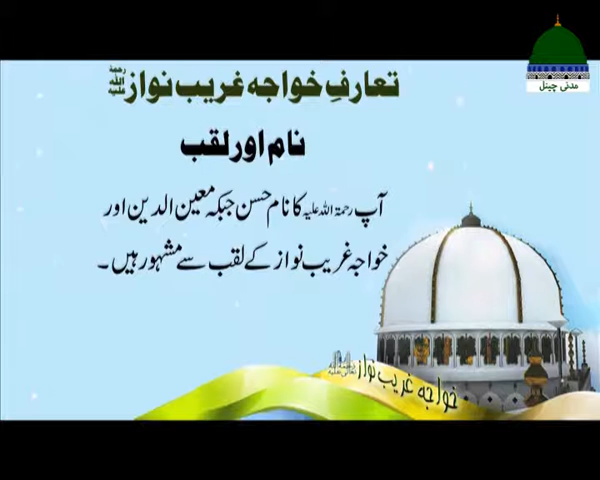 مدنی چینل
تعارفِ خواجہ غریب نواز رحمۃ اللہ علیہ
نام اور لقب
آپ رحمۃ اللہ علیہ کا نام حسن جبکہ معین الدین اور
خواجہ غریب نواز کے لقب سے مشہور ہیں۔
خواجہ غریب نواز